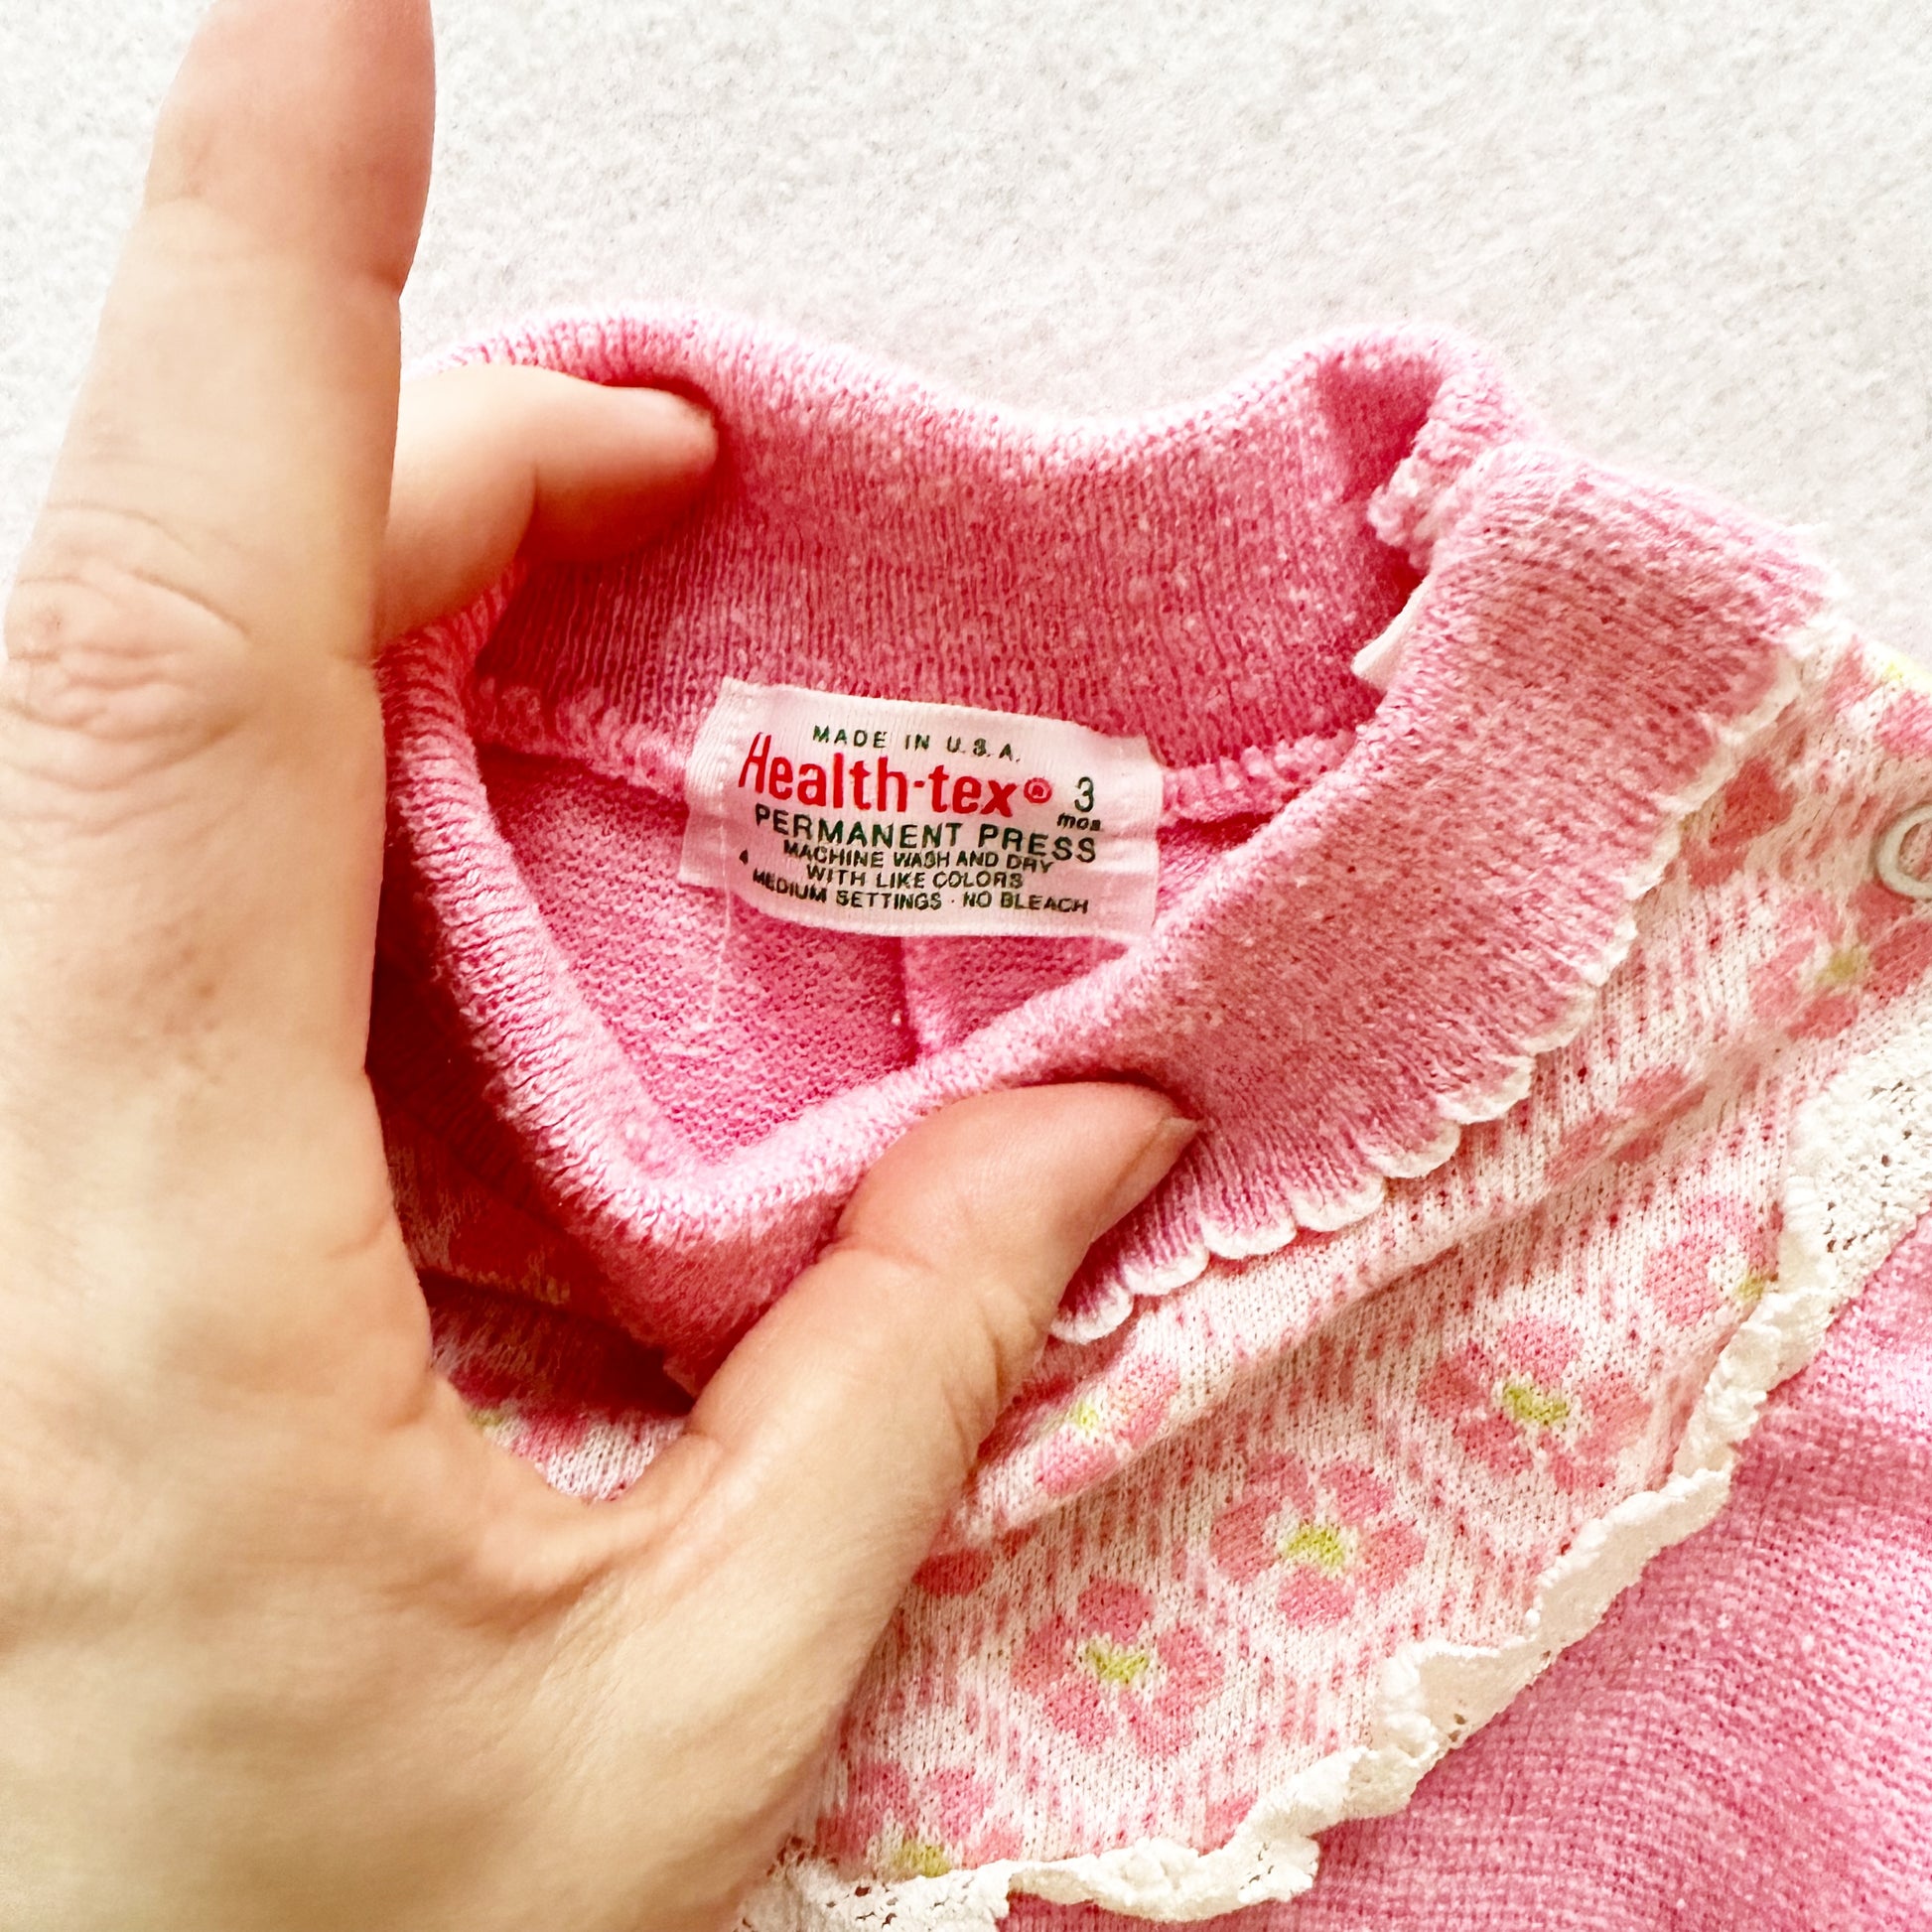 MADE IN U.S.A.
Health·tex® 3 mos
PERMANENT PRESS
MACHINE WASH AND DRY
WITH LIKE COLORS
4 MEDIUM SETTINGS · NO BLEACH